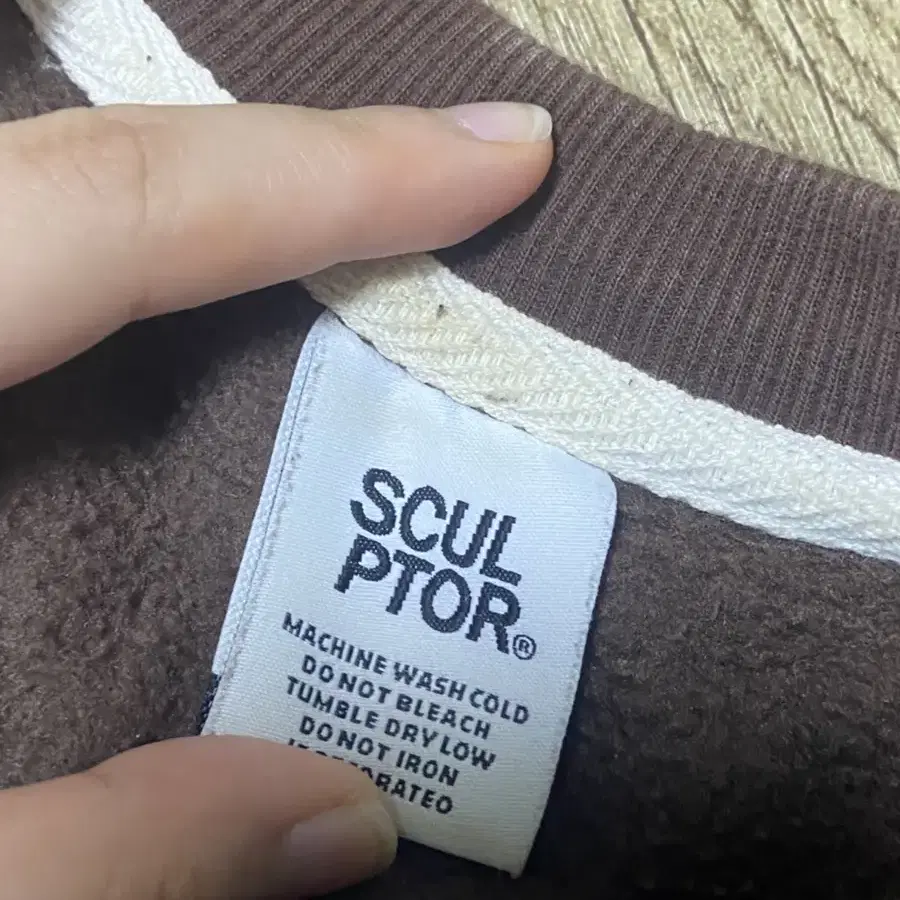 SCUL
PTOR®
MACHINE WASH COLD
DO NOT BLEACH
TUMBLE DRY LOW
DO NOT IRON